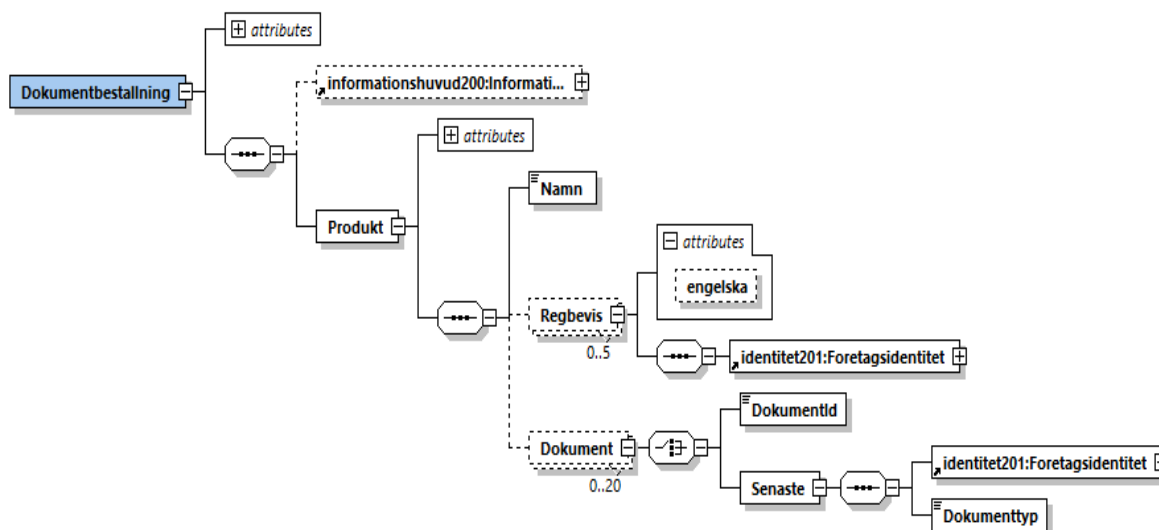 attributes
Dokumentbestallning
informationshuvud200:Informati...
attributes
Namn
Produkt
attributes
engelska
Regbevis
0..5
identitet201:Foretagsidentitet
DokumentId
Dokument
0..20
identitet201:Foretagsidentitet
Senaste
Dokumenttyp